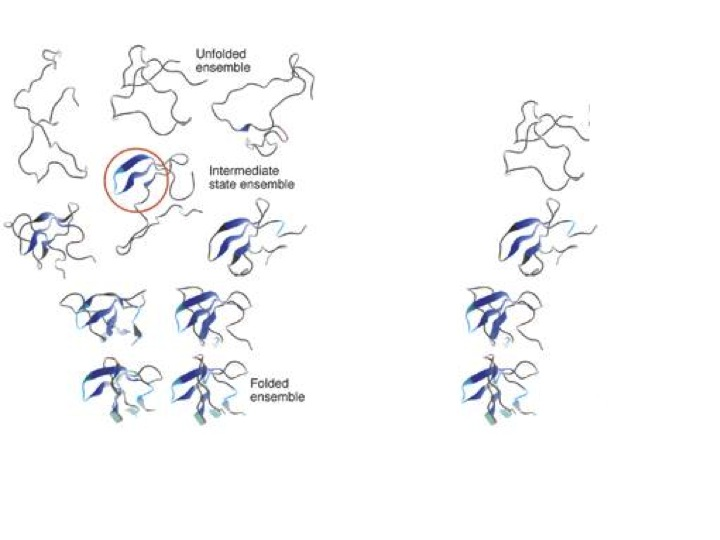 Unfolded
ensemble
Intermediate
state ensemble
Folded
ensemble